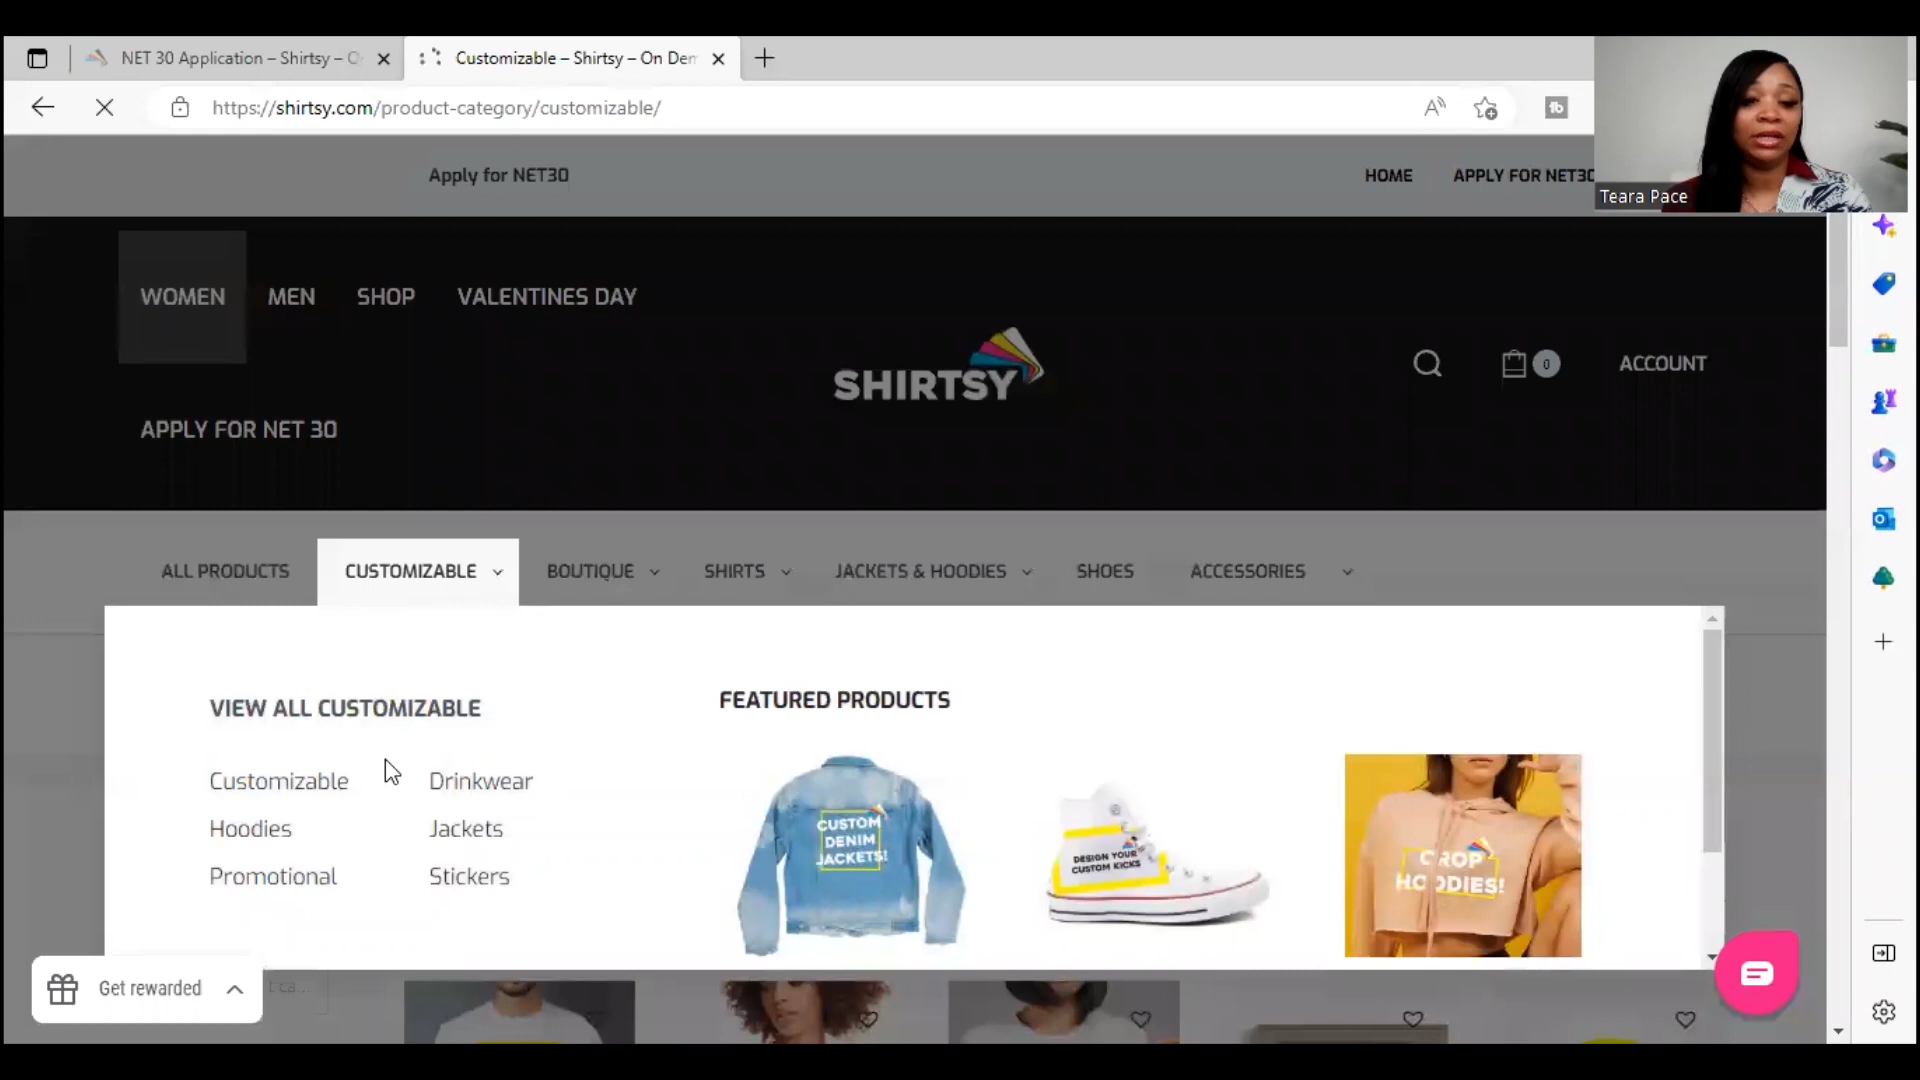 NET 30 Application – Shirtsy – O
Customizable – Shirtsy – On Dem
https://shirtsy.com/product-category/customizable/
Teara Pace
Apply for NET30
HOME
APPLY FOR NET30
WOMEN
MEN
SHOP
VALENTINES DAY
SHIRTSY
0
ACCOUNT
APPLY FOR NET 30
ALL PRODUCTS
CUSTOMIZABLE
BOUTIQUE
SHIRTS
JACKETS & HOODIES
SHOES
ACCESSORIES
VIEW ALL CUSTOMIZABLE
Customizable
Drinkwear
Hoodies
Jackets
Promotional
Stickers
FEATURED PRODUCTS
CUSTOM
DENIM
JACKETS!
DESIGN YOUR
CUSTOM KICKS
CROP
HOODIES!
Get rewarded